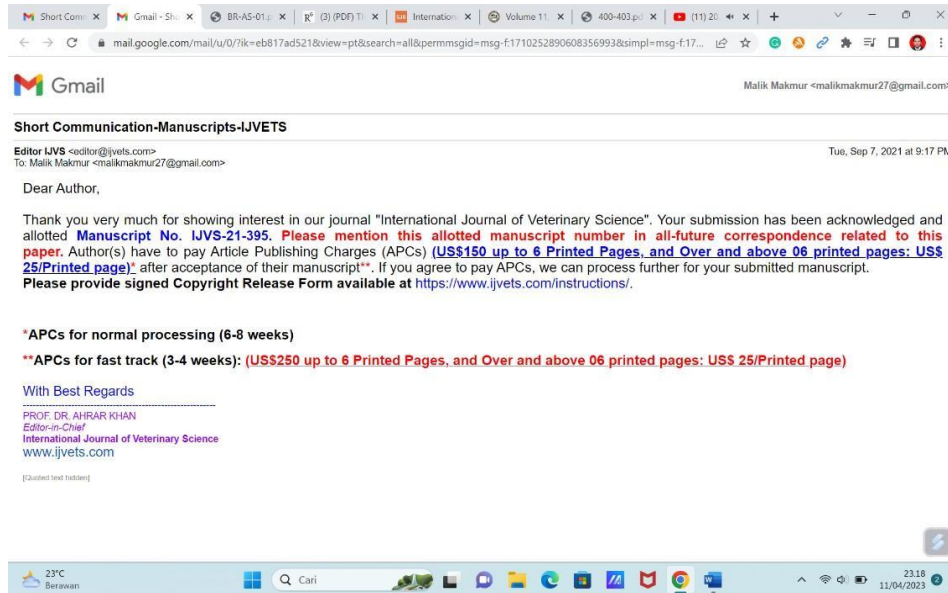 Short Comm
Gmail - Sho
BR-AS-01.p
(3) (PDF) Th
Internation
Volume 11,
400-403.pd
(11) 20
mail.google.com/mail/u/0/?ik=eb817ad521&view=pt&search=all&permmsgid=msg-f:1710252890608356993&simpl=msg-f:17...
Gmail
Malik Makmur <malikmakmur27@gmail.com>
Short Communication-Manuscripts-IJVETS
Editor IJVS <editor@ijvets.com>
Tue, Sep 7, 2021 at 9:17 PM
To: Malik Makmur <malikmakmur27@gmail.com>
Dear Author,
Thank you very much for showing interest in our journal "International Journal of Veterinary Science". Your submission has been acknowledged and
allotted Manuscript No. IJVS-21-395. Please mention this allotted manuscript number in all-future correspondence related to this
paper. Author(s) have to pay Article Publishing Charges (APCs) (US$150 up to 6 Printed Pages, and Over and above 06 printed pages: US$
25/Printed page)* after acceptance of their manuscript**. If you agree to pay APCs, we can process further for your submitted manuscript.
Please provide signed Copyright Release Form available at https://www.ijvets.com/instructions/.
*APCs for normal processing (6-8 weeks)
**APCs for fast track (3-4 weeks): (US$250 up to 6 Printed Pages, and Over and above 06 printed pages: US$ 25/Printed page)
With Best Regards
PROF. DR. AHRAR KHAN
Editor-in-Chief
International Journal of Veterinary Science
www.ijvets.com
[Quoted text hidden]
23°C
Berawan
Cari
23.18
11/04/2023
2